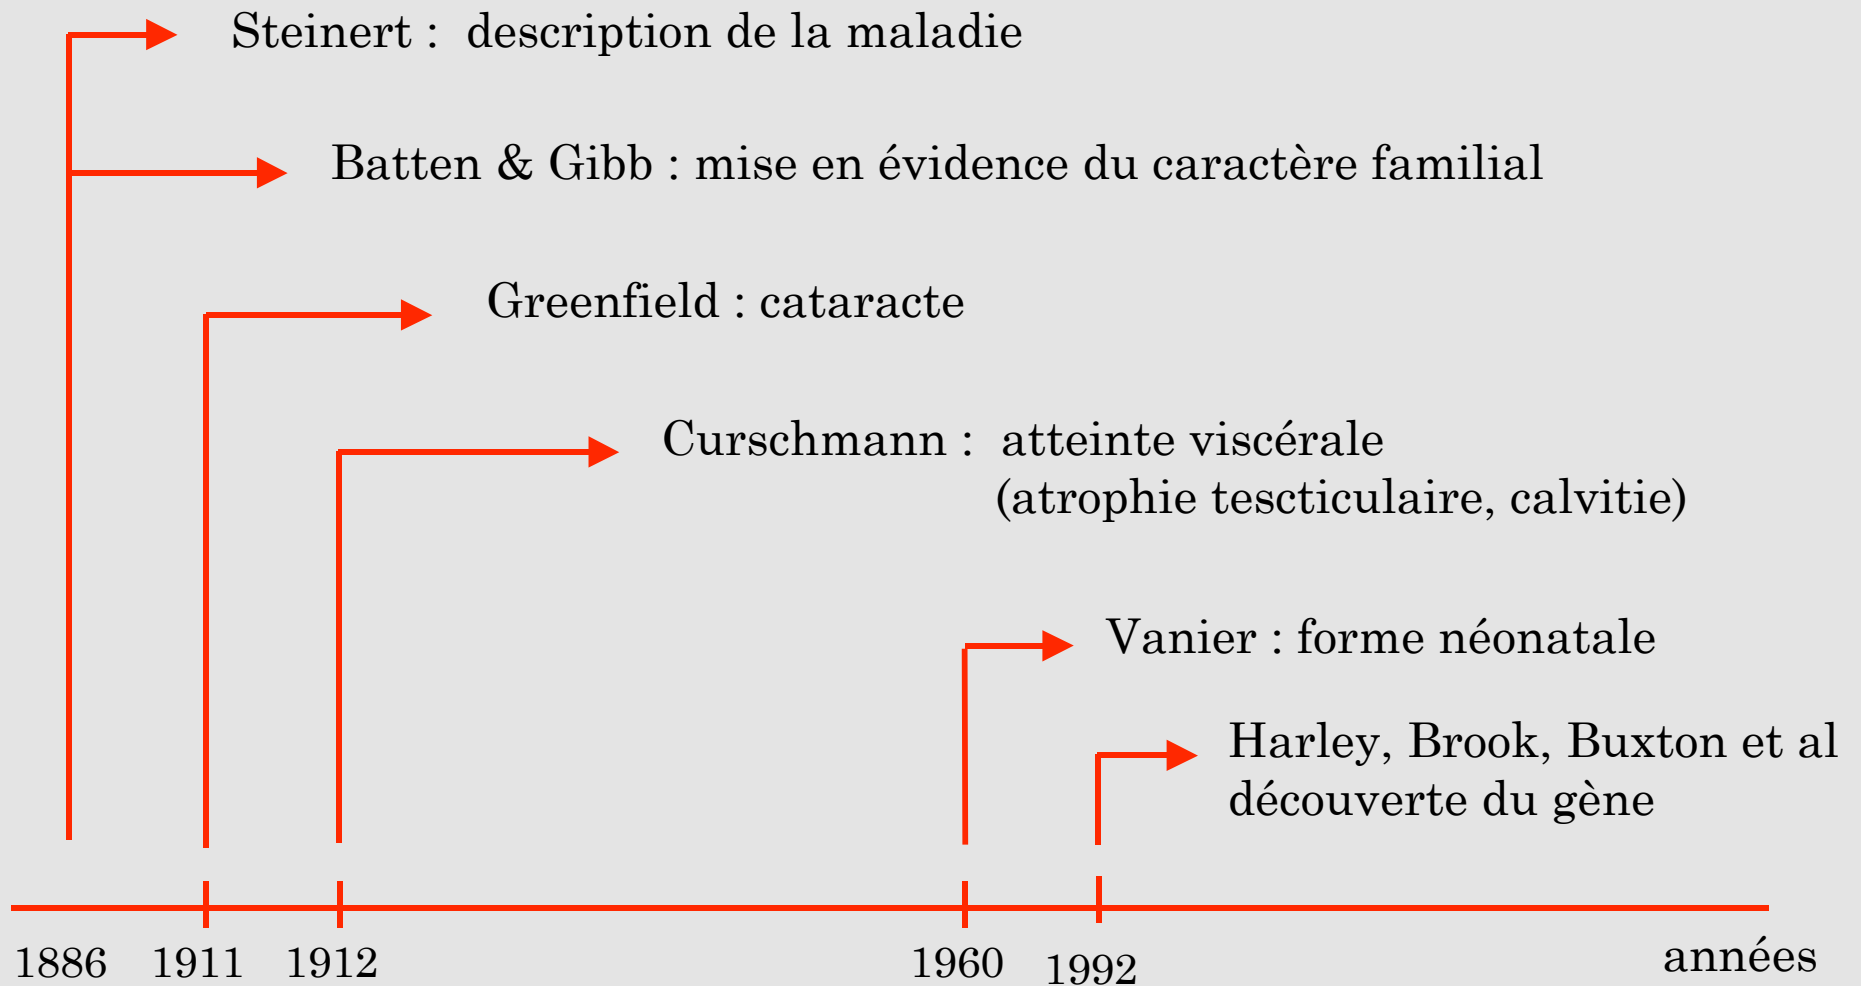 Steinert : description de la maladie
Batten & Gibb : mise en évidence du caractère familial
Greenfield : cataracte
Curschmann : atteinte viscérale
(atrophie tescticulaire, calvitie)
Vanier : forme néonatale
Harley, Brook, Buxton et al
découverte du gène
1886 1911 1912 1960 1992 années